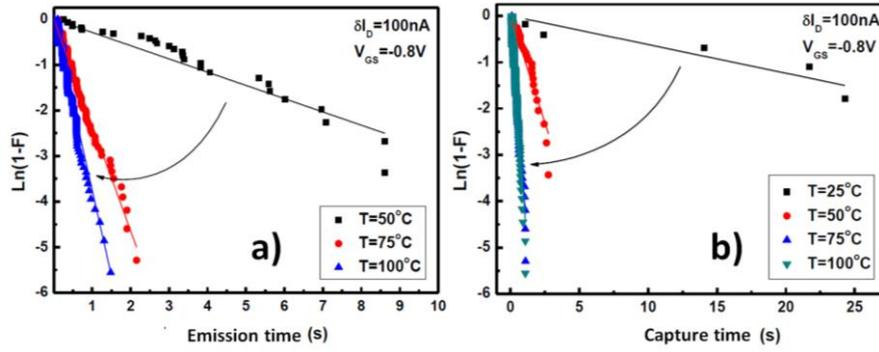 0
-1
-2
-3
-4
-5
-6
Ln(1-F)
δI_D=100nA
V_GS=-0.8V
T=50°C
T=75°C
T=100°C
a)
1 2 3 4 5 6 7 8 9 10
Emission time (s)
0
-1
-2
-3
-4
-5
-6
Ln(1-F)
δI_D=100nA
V_GS=-0.8V
T=25°C
T=50°C
T=75°C
T=100°C
b)
0 5 10 15 20 25
Capture time (s)